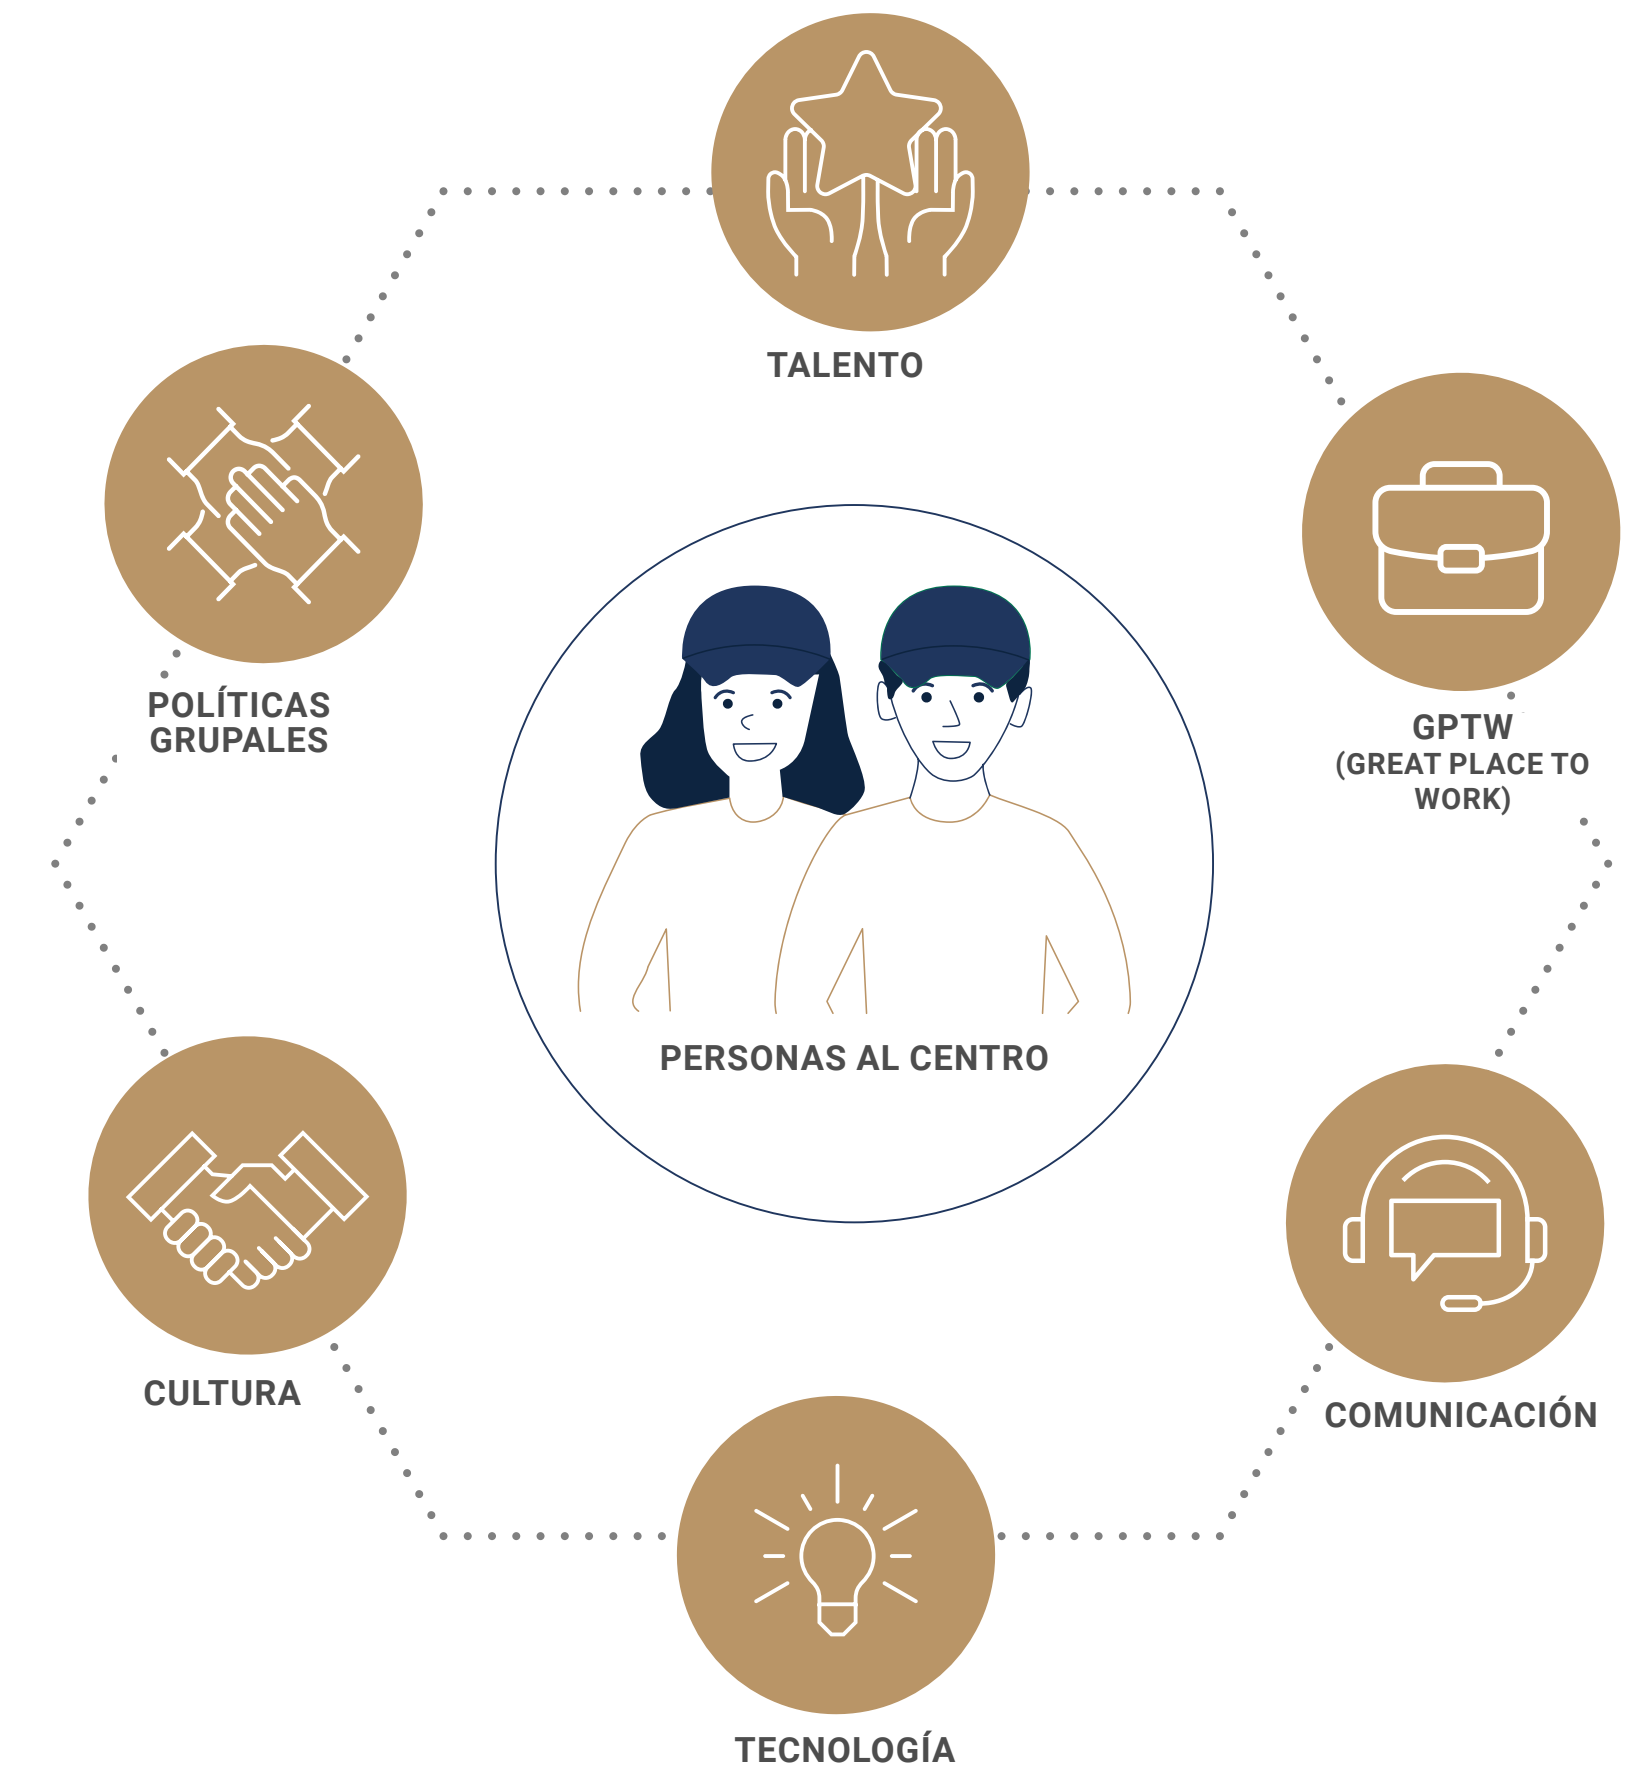 TALENTO
POLÍTICAS
GRUPALES
GPTW
(GREAT PLACE TO
WORK)
PERSONAS AL CENTRO
CULTURA
COMUNICACIÓN
TECNOLOGÍA